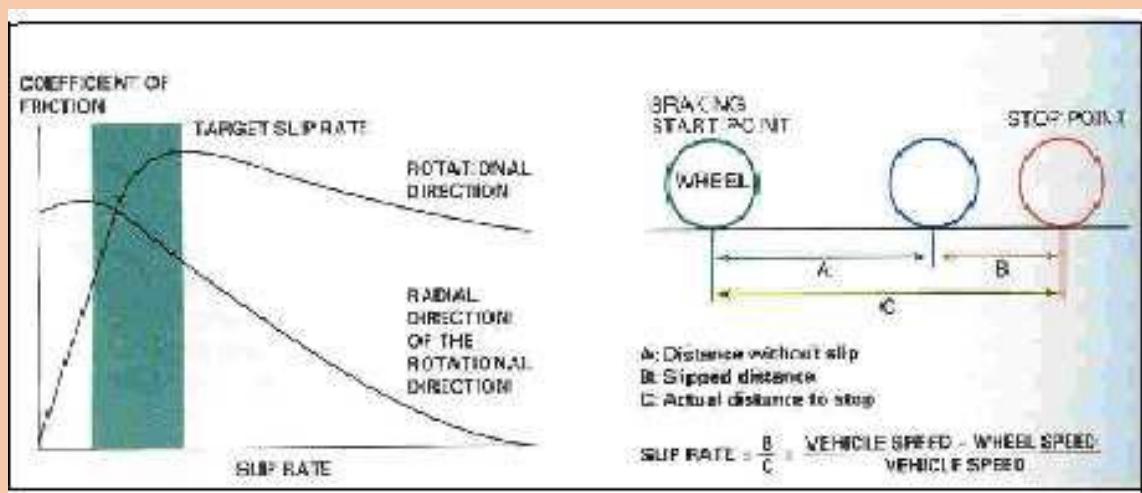 COEFFICIENT OF
FRICTION
TARGET SLIP RATE
ROTATIONAL
DIRECTION
RADIAL
DIRECTION
OF THE
ROTATIONAL
DIRECTION
SLIP RATE
BRAKING
START POINT
STOP POINT
WHEEL
A
B
C
A: Distance without slip
B: Slipped distance
C: Actual distance to stop
SLIP RATE = B/C = VEHICLE SPEED - WHEEL SPEED / VEHICLE SPEED